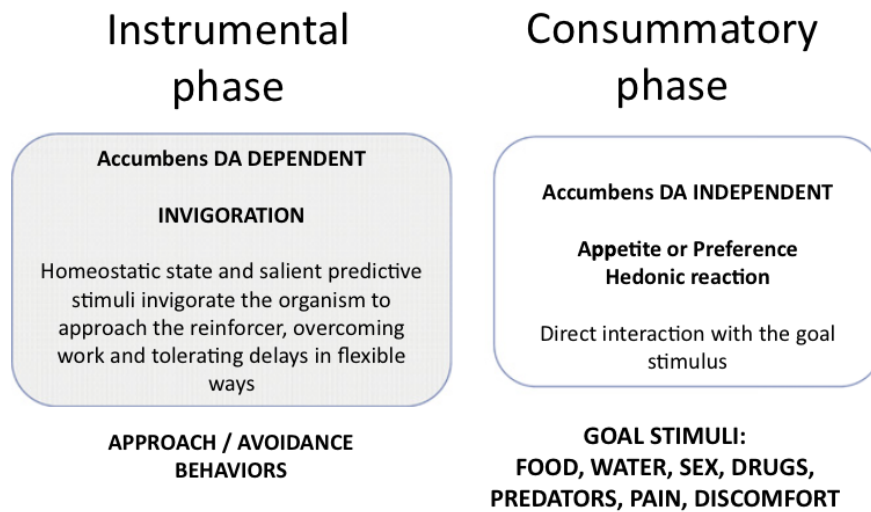 Instrumental
phase
Accumbens DA DEPENDENT
INVIGORATION
Homeostatic state and salient predictive
stimuli invigorate the organism to
approach the reinforcer, overcoming
work and tolerating delays in flexible
ways
APPROACH / AVOIDANCE
BEHAVIORS
Consummatory
phase
Accumbens DA INDEPENDENT
Appetite or Preference
Hedonic reaction
Direct interaction with the goal
stimulus
GOAL STIMULI:
FOOD, WATER, SEX, DRUGS,
PREDATORS, PAIN, DISCOMFORT